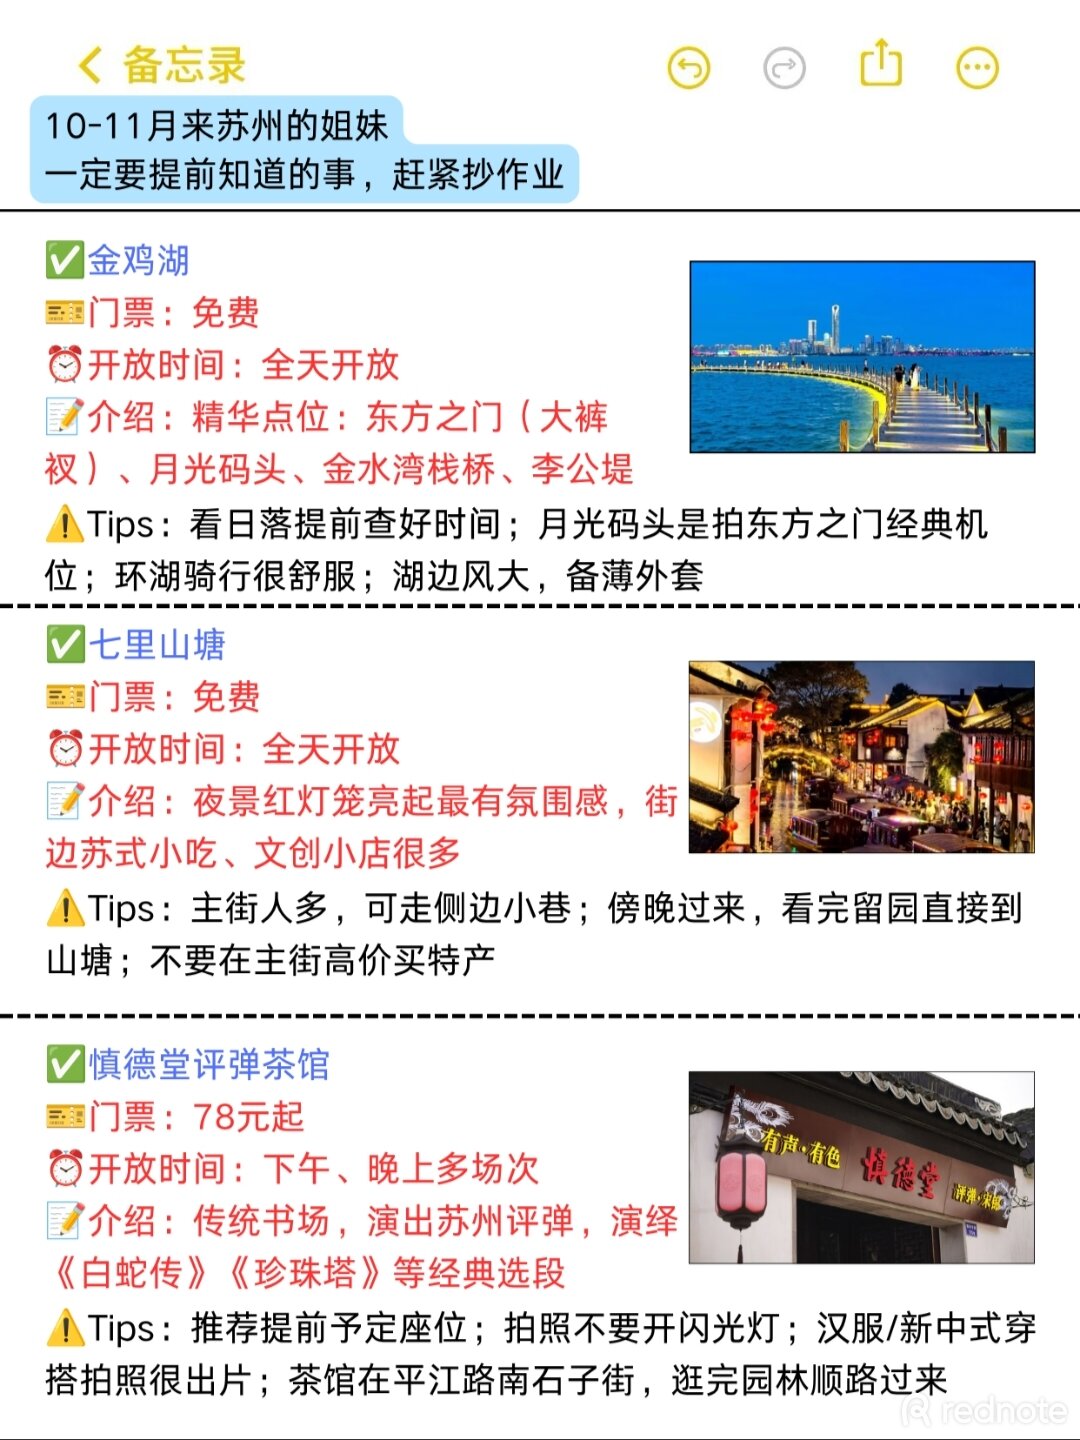 备忘录
10-11月来苏州的姐妹
一定要提前知道的事，赶紧抄作业
✅金鸡湖
🎫门票：免费
⏰开放时间：全天开放
📝介绍：精华点位：东方之门（大裤
衩）、月光码头、金水湾栈桥、李公堤
⚠️Tips：看日落提前查好时间；月光码头是拍东方之门经典机
位；环湖骑行很舒服；湖边风大，备薄外套
✅七里山塘
🎫门票：免费
⏰开放时间：全天开放
📝介绍：夜景红灯笼亮起最有氛围感，街
边苏式小吃、文创小店很多
⚠️Tips：主街人多，可走侧边小巷；傍晚过来，看完留园直接到
山塘；不要在主街高价买特产
✅慎德堂评弹茶馆
🎫门票：78元起
⏰开放时间：下午、晚上多场次
📝介绍：传统书场，演出苏州评弹，演绎
《白蛇传》《珍珠塔》等经典选段
有声·有色
慎德堂
评弹·宋
⚠️Tips：推荐提前予定座位；拍照不要开闪光灯；汉服/新中式穿
搭拍照很出片；茶馆在平江路南石子街，逛完园林顺路过来
rednote